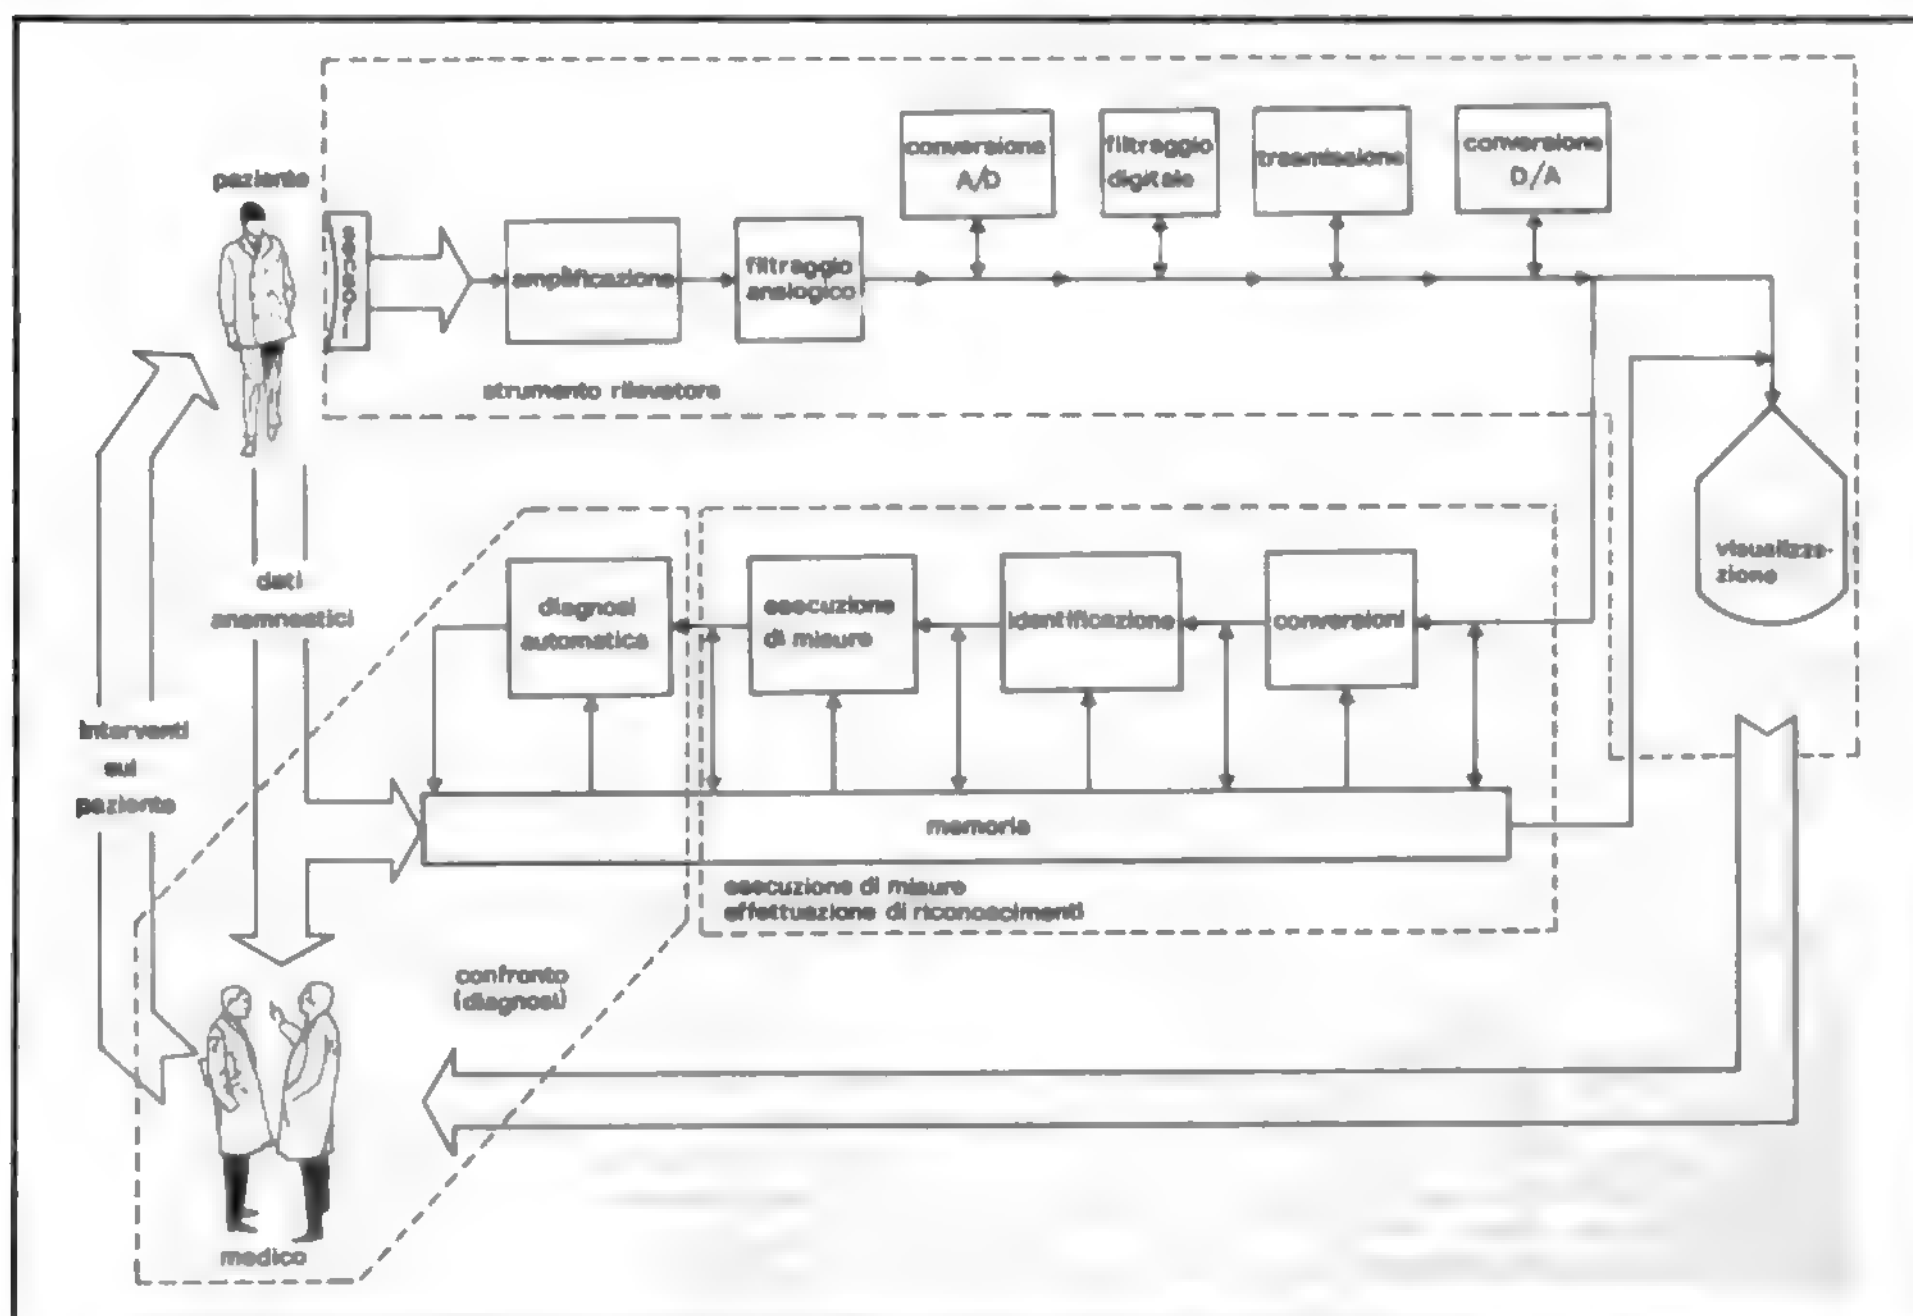 conversione
A/D
filtraggio
digitale
trasmissione
conversione
D/A
paziente
sensori
amplificazione
filtraggio
analogico
strumento rilevatore
visualizza-
zione
dati
anamnestici
diagnosi
automatica
esecuzione
di misure
identificazione
conversioni
interventi
sul
paziente
memoria
esecuzione di misure
effettuazione di riconoscimenti
confronto
(diagnosi)
medico